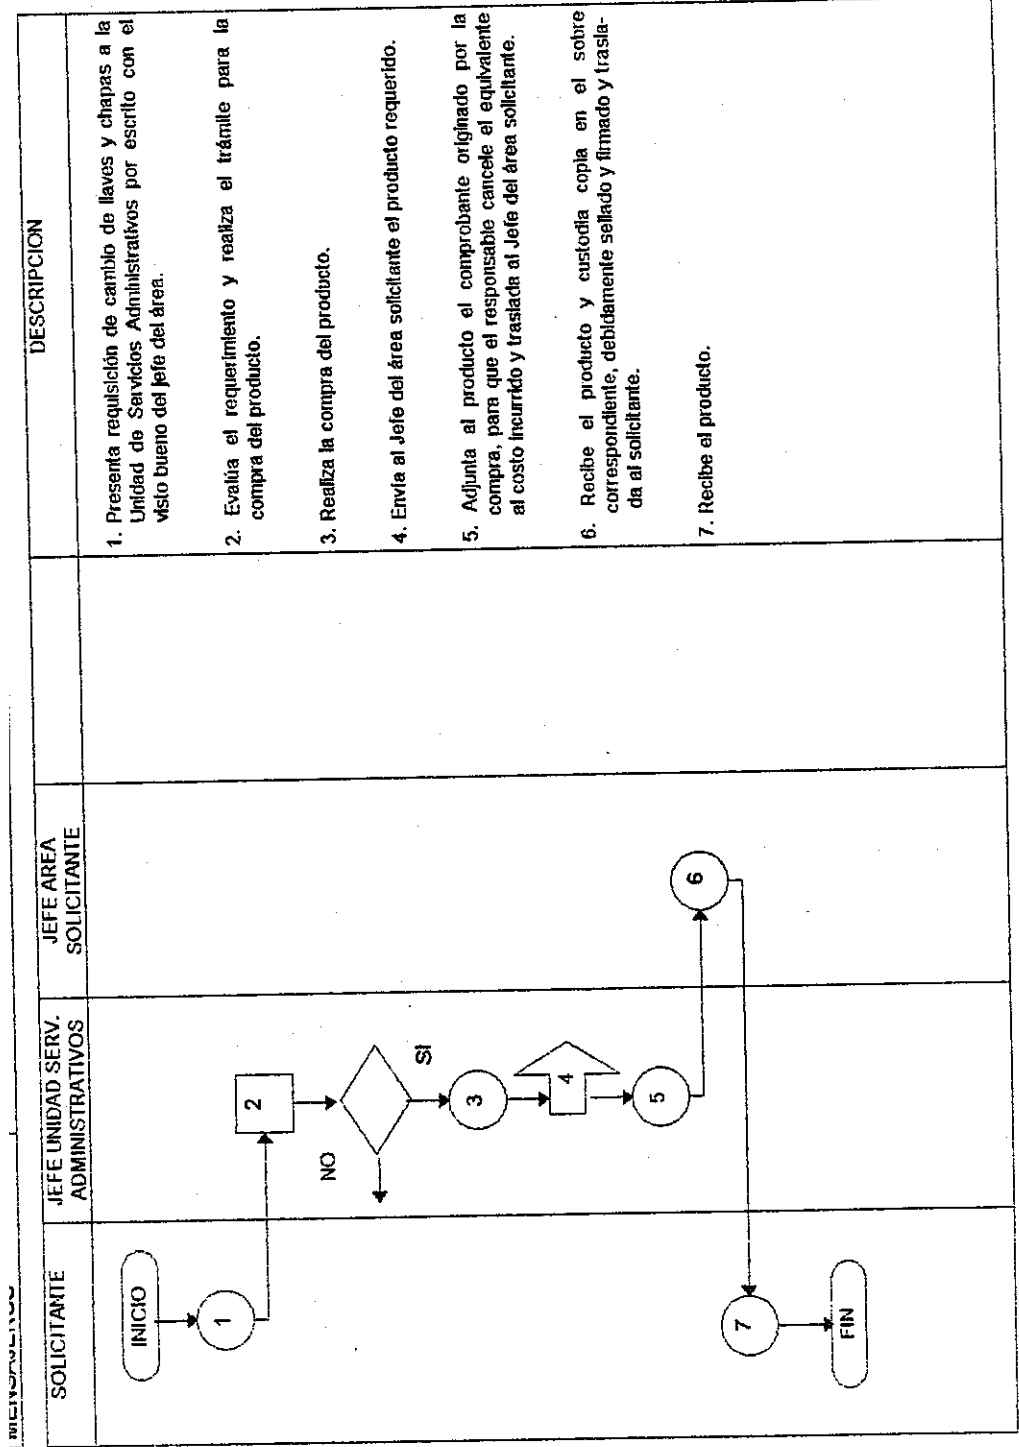 SOLICITANTE
JEFE UNIDAD SERV.
ADMINISTRATIVOS
JEFE AREA
SOLICITANTE
DESCRIPCION
INICIO
1
2
NO
SI
3
4
5
6
7
FIN
1. Presenta requisición de cambio de llaves y chapas a la
Unidad de Servicios Administrativos por escrito con el
visto bueno del jefe del área.
2. Evalúa el requerimiento y realiza el trámite para la
compra del producto.
3. Realiza la compra del producto.
4. Envía al Jefe del área solicitante el producto requerido.
5. Adjunta al producto el comprobante originado por la
compra, para que el responsable cancele el equivalente
al costo incurrido y traslada al Jefe del área solicitante.
6. Recibe el producto y custodia copia en el sobre
correspondiente, debidamente sellado y firmado y trasla-
da al solicitante.
7. Recibe el producto.